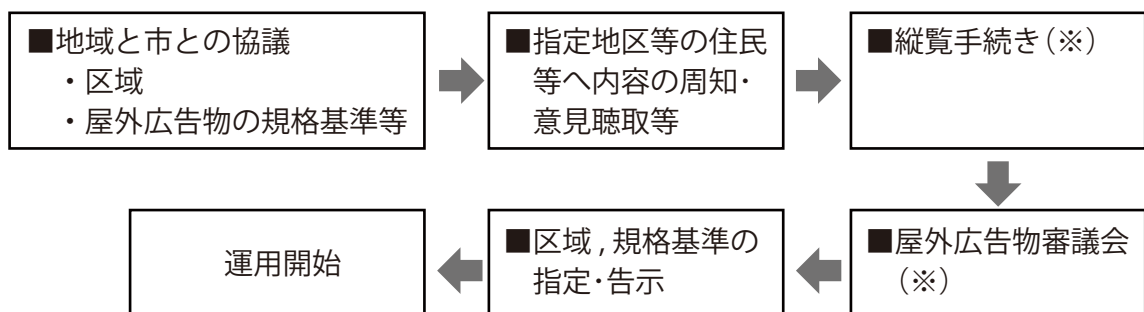 ■地域と市との協議
・区域
・屋外広告物の規格基準等
■指定地区等の住民
等へ内容の周知・
意見聴取等
■縦覧手続き(※)
■屋外広告物審議会
(※)
■区域,規格基準の
指定・告示
運用開始